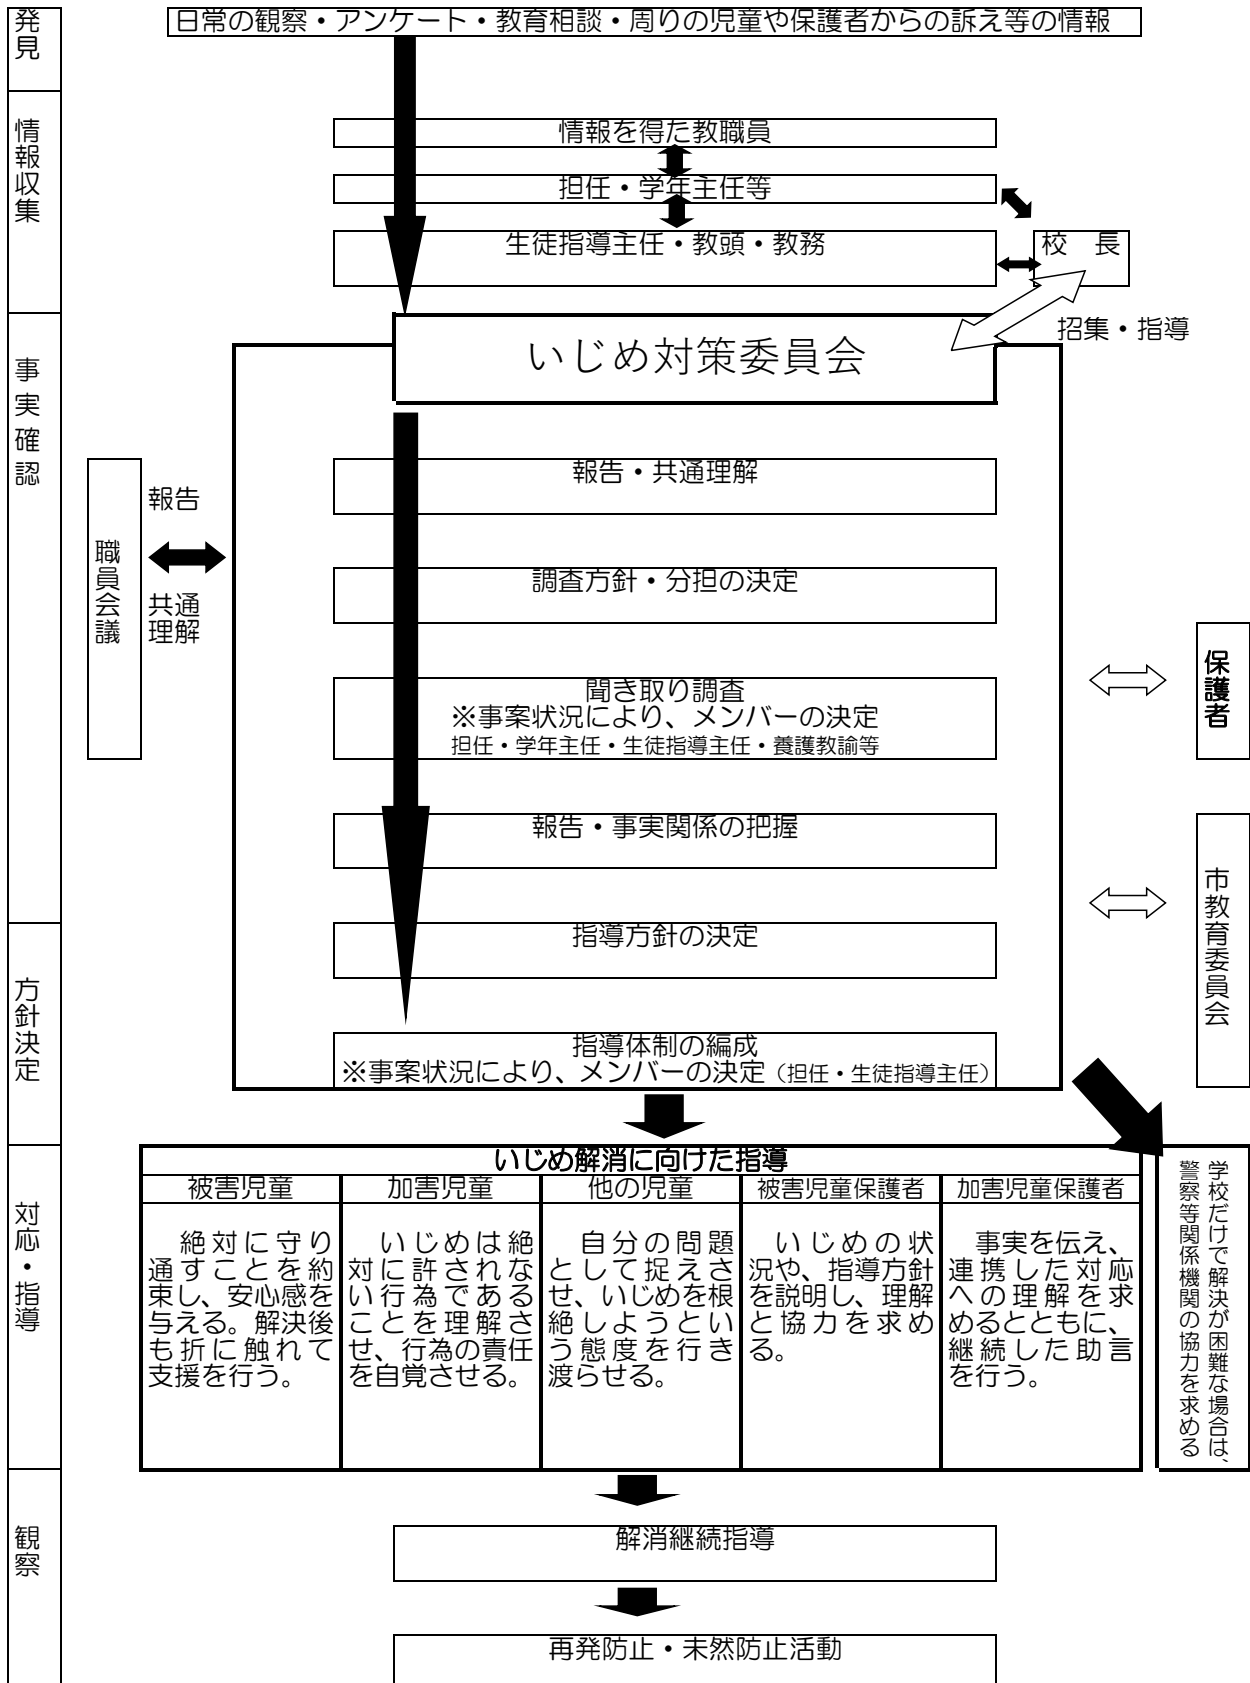 発見
日常の観察・アンケート・教育相談・周りの児童や保護者からの訴え等の情報
情報収集
情報を得た教職員
担任・学年主任等
生徒指導主任・教頭・教務
校　長
招集・指導
事実確認
いじめ対策委員会
職員会議
報告
共通
理解
報告・共通理解
調査方針・分担の決定
聞き取り調査
※事案状況により、メンバーの決定
担任・学年主任・生徒指導主任・養護教諭等
保護者
報告・事実関係の把握
市教育委員会
方針決定
指導方針の決定
指導体制の編成
※事案状況により、メンバーの決定（担任・生徒指導主任）
対応・指導
いじめ解消に向けた指導
被害児童
絶対に守り
通すことを約
束し、安心感を
与える。解決後
も折に触れて
支援を行う。
加害児童
いじめは絶
対に許されな
い行為である
ことを理解さ
せ、行為の責任
を自覚させる。
他の児童
自分の問題
として捉えさ
せ、いじめを根
絶しようとい
う態度を行き
渡らせる。
被害児童保護者
いじめの状
況や、指導方針
を説明し、理解
と協力を求め
る。
加害児童保護者
事実を伝え、
連携した対応
への理解を求
めるとともに、
継続した助言
を行う。
学校だけで解決が困難な場合は、
警察等関係機関の協力を求める
観察
解消継続指導
再発防止・未然防止活動